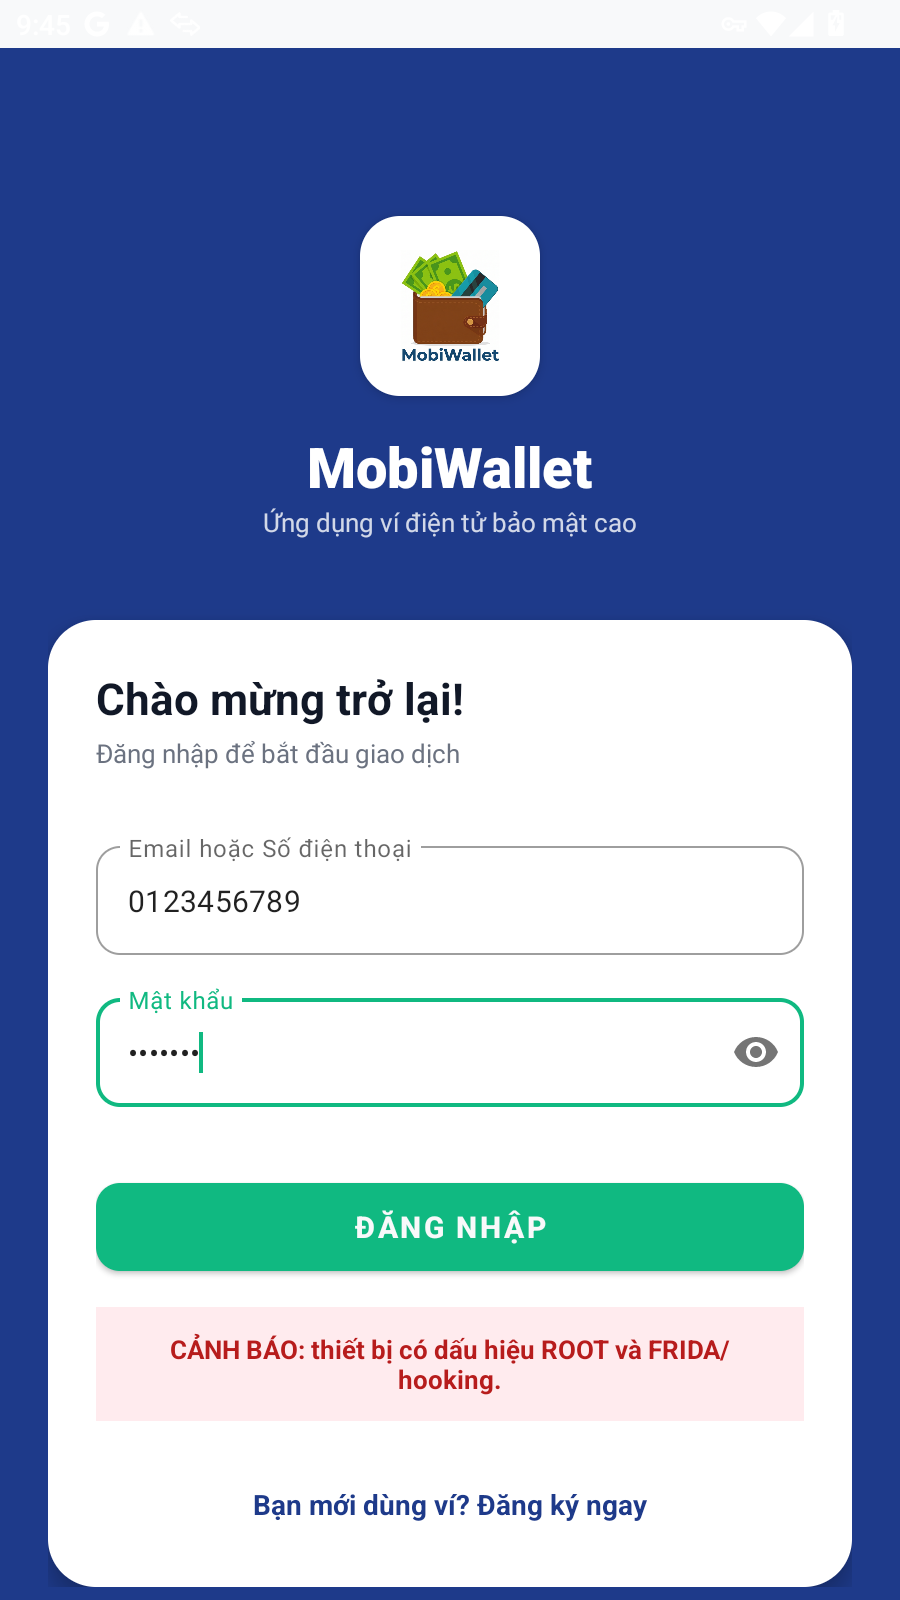 9:45
MobiWallet
MobiWallet
Ứng dụng ví điện tử bảo mật cao
Chào mừng trở lại!
Đăng nhập để bắt đầu giao dịch
Email hoặc Số điện thoại
0123456789
Mật khẩu
•••••••
ĐĂNG NHẬP
CẢNH BÁO: thiết bị có dấu hiệu ROOT và FRIDA/
hooking.
Bạn mới dùng ví? Đăng ký ngay